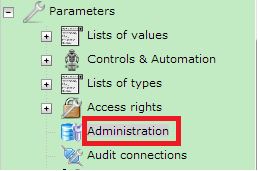 Parameters
Lists of values
Controls & Automation
Lists of types
Access rights
Administration
Audit connections